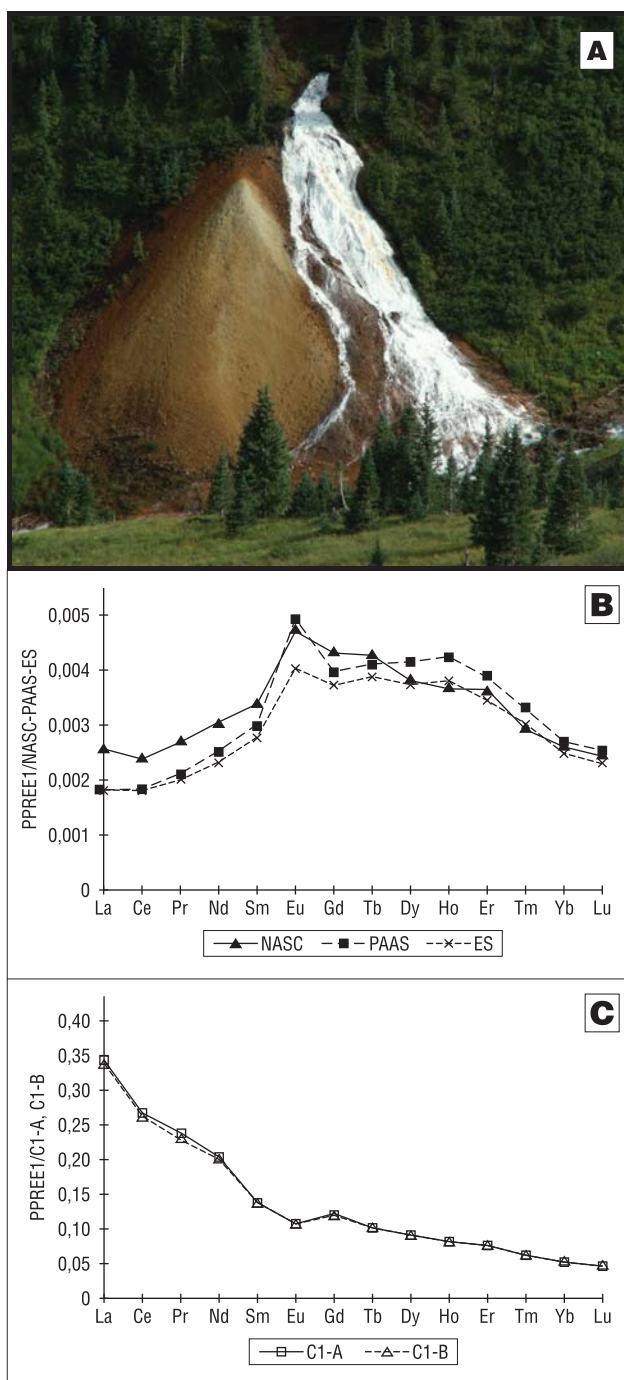 A
B
PPREE1/NASC-PAAS-ES
0,005
0,004
0,003
0,002
0,001
0
La Ce Pr Nd Sm Eu Gd Tb Dy Ho Er Tm Yb Lu
NASC PAAS ES
C
PPREE1/C1-A, C1-B
0,40
0,35
0,30
0,25
0,20
0,15
0,10
0,05
0
La Ce Pr Nd Sm Eu Gd Tb Dy Ho Er Tm Yb Lu
C1-A C1-B